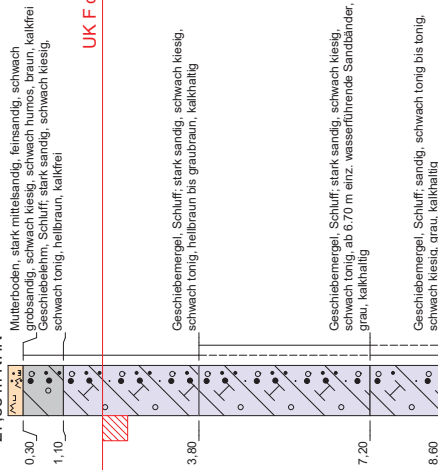 Mutterboden, stark mittelsandig, feinsandig, schwach
grobsandig, schwach kiesig, schwach humos, braun, kalkfrei
0,30
Geschiebelehm, Schluff; stark sandig, schwach kiesig,
schwach tonig, hellbraun, kalkfrei
1,10
UK F
Geschiebemergel, Schluff; stark sandig, schwach kiesig,
schwach tonig, hellbraun bis graubraun, kalkhaltig
3,80
Geschiebemergel, Schluff; stark sandig, schwach kiesig,
schwach tonig, ab 6.70 m einz. wasserführende Sandbänder,
grau, kalkhaltig
7,20
Geschiebemergel, Schluff; sandig, schwach tonig bis tonig,
schwach kiesig, grau, kalkhaltig
8,60